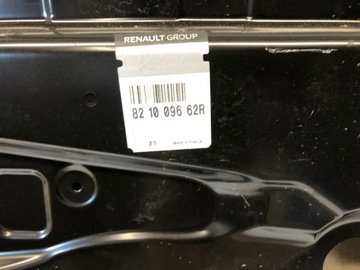 RENAULT GROUP
82 10 096 62R
X1 Made in France